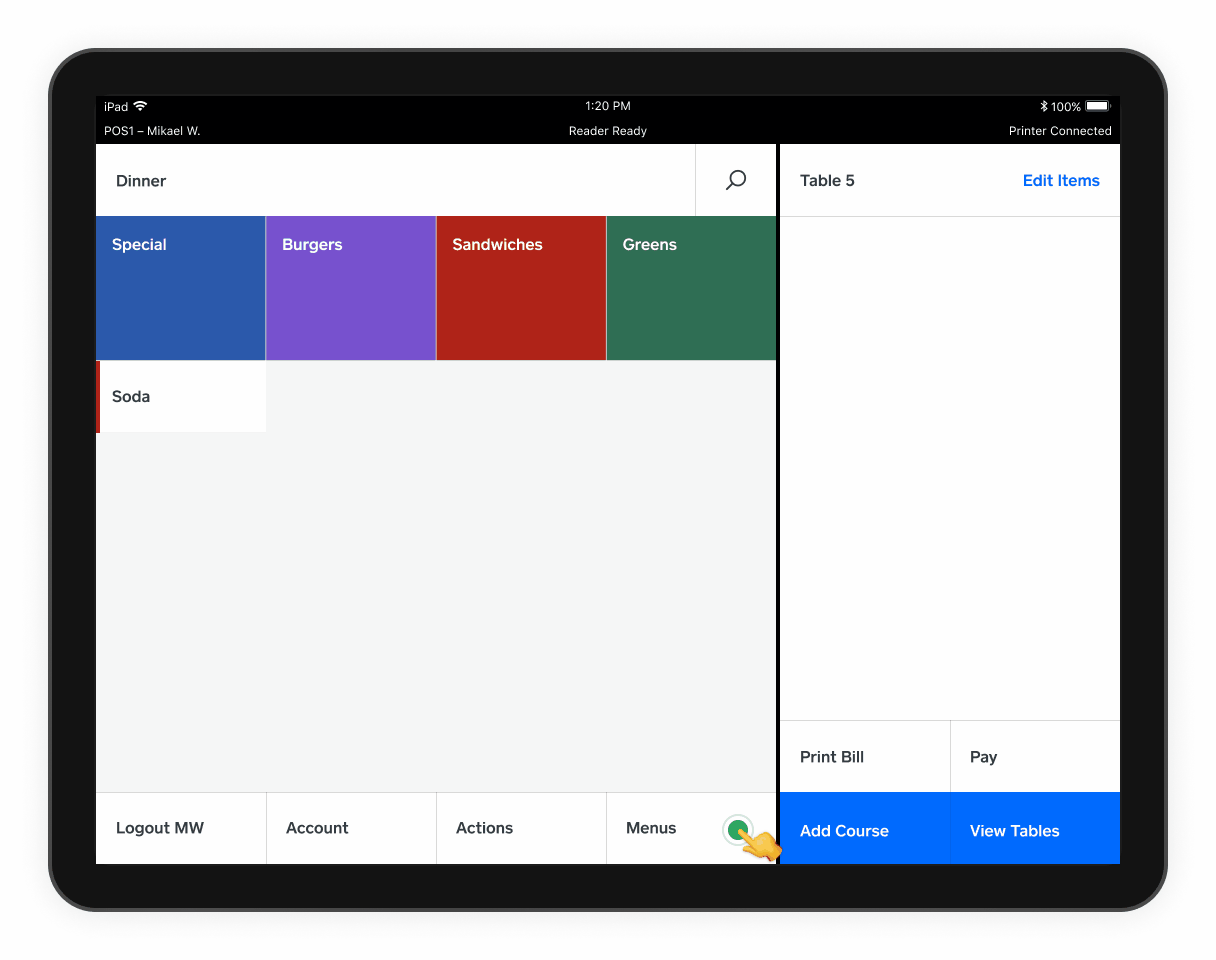 iPad 1:20 PM 100%
POS1 – Mikael W. Reader Ready Printer Connected
Dinner
Table 5 Edit Items
Special Burgers Sandwiches Greens
Soda
Print Bill Pay
Logout MW Account Actions Menus
Add Course View Tables